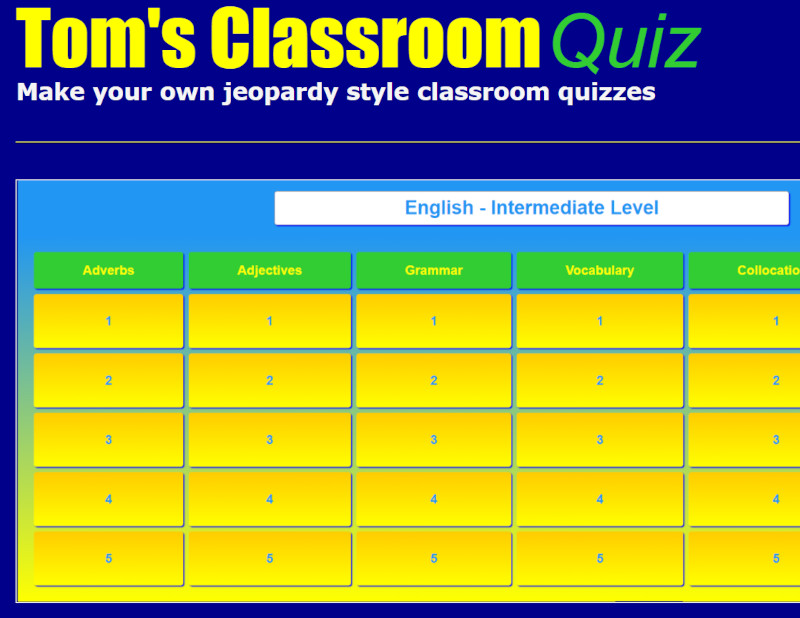 Tom's Classroom Quiz
Make your own jeopardy style classroom quizzes
English - Intermediate Level
Adverbs Adjectives Grammar Vocabulary Collocatio
1 1 1 1 1
2 2 2 2 2
3 3 3 3 3
4 4 4 4 4
5 5 5 5 5